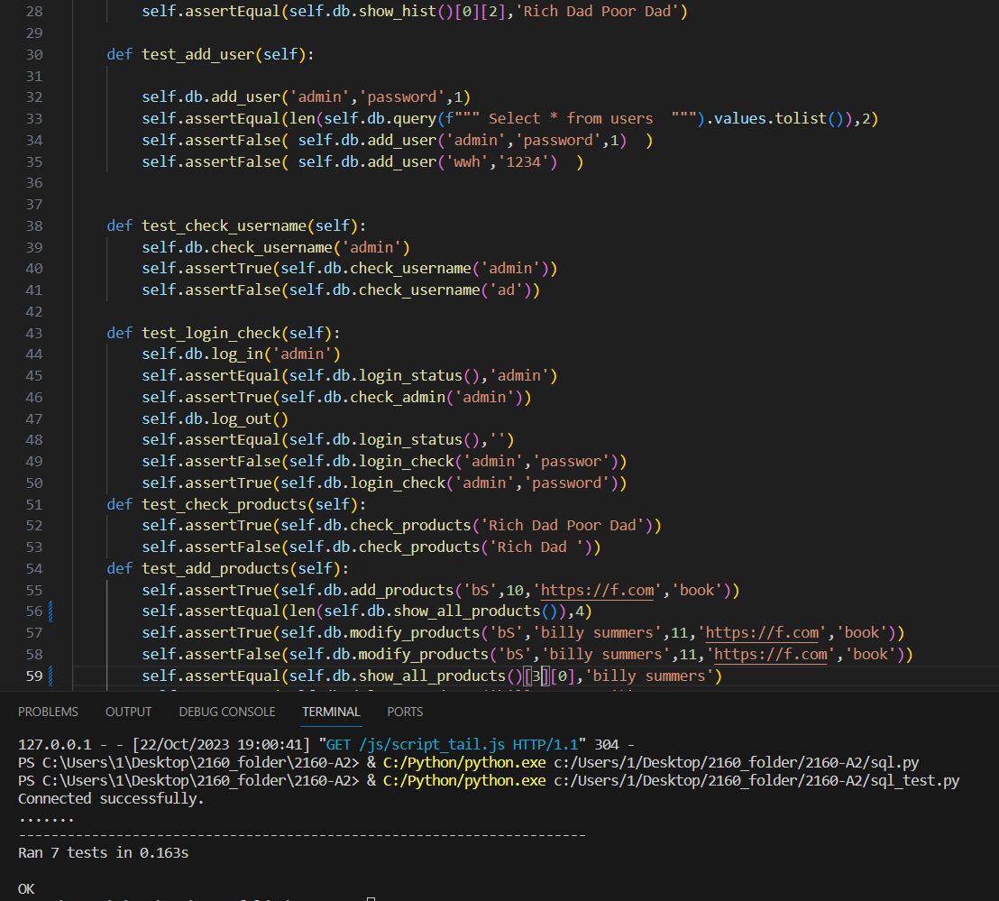 28 self.assertEqual(self.db.show_hist()[0][2],'Rich Dad Poor Dad')
29
30 def test_add_user(self):
31
32 self.db.add_user('admin','password',1)
33 self.assertEqual(len(self.db.query(f""" Select * from users  """).values.tolist()),2)
34 self.assertFalse( self.db.add_user('admin','password',1)  )
35 self.assertFalse( self.db.add_user('wwh','1234')  )
36
37
38 def test_check_username(self):
39 self.db.check_username('admin')
40 self.assertTrue(self.db.check_username('admin'))
41 self.assertFalse(self.db.check_username('ad'))
42
43 def test_login_check(self):
44 self.db.log_in('admin')
45 self.assertEqual(self.db.login_status(),'admin')
46 self.assertTrue(self.db.check_admin('admin'))
47 self.db.log_out()
48 self.assertEqual(self.db.login_status(),'')
49 self.assertFalse(self.db.login_check('admin','passwor'))
50 self.assertTrue(self.db.login_check('admin','password'))
51 def test_check_products(self):
52 self.assertTrue(self.db.check_products('Rich Dad Poor Dad'))
53 self.assertFalse(self.db.check_products('Rich Dad '))
54 def test_add_products(self):
55 self.assertTrue(self.db.add_products('bS',10,'https://f.com','book'))
56 self.assertEqual(len(self.db.show_all_products()),4)
57 self.assertTrue(self.db.modify_products('bS','billy summers',11,'https://f.com','book'))
58 self.assertFalse(self.db.modify_products('bS','billy summers',11,'https://f.com','book'))
59 self.assertEqual(self.db.show_all_products()[3][0],'billy summers')
PROBLEMS OUTPUT DEBUG CONSOLE TERMINAL PORTS
127.0.0.1 - - [22/Oct/2023 19:00:41] "GET /js/script_tail.js HTTP/1.1" 304 -
PS C:\Users\1\Desktop\2160_folder\2160-A2> & C:/Python/python.exe c:/Users/1/Desktop/2160_folder/2160-A2/sql.py
PS C:\Users\1\Desktop\2160_folder\2160-A2> & C:/Python/python.exe c:/Users/1/Desktop/2160_folder/2160-A2/sql_test.py
Connected successfully.
.......
----------------------------------------------------------------------
Ran 7 tests in 0.163s
OK